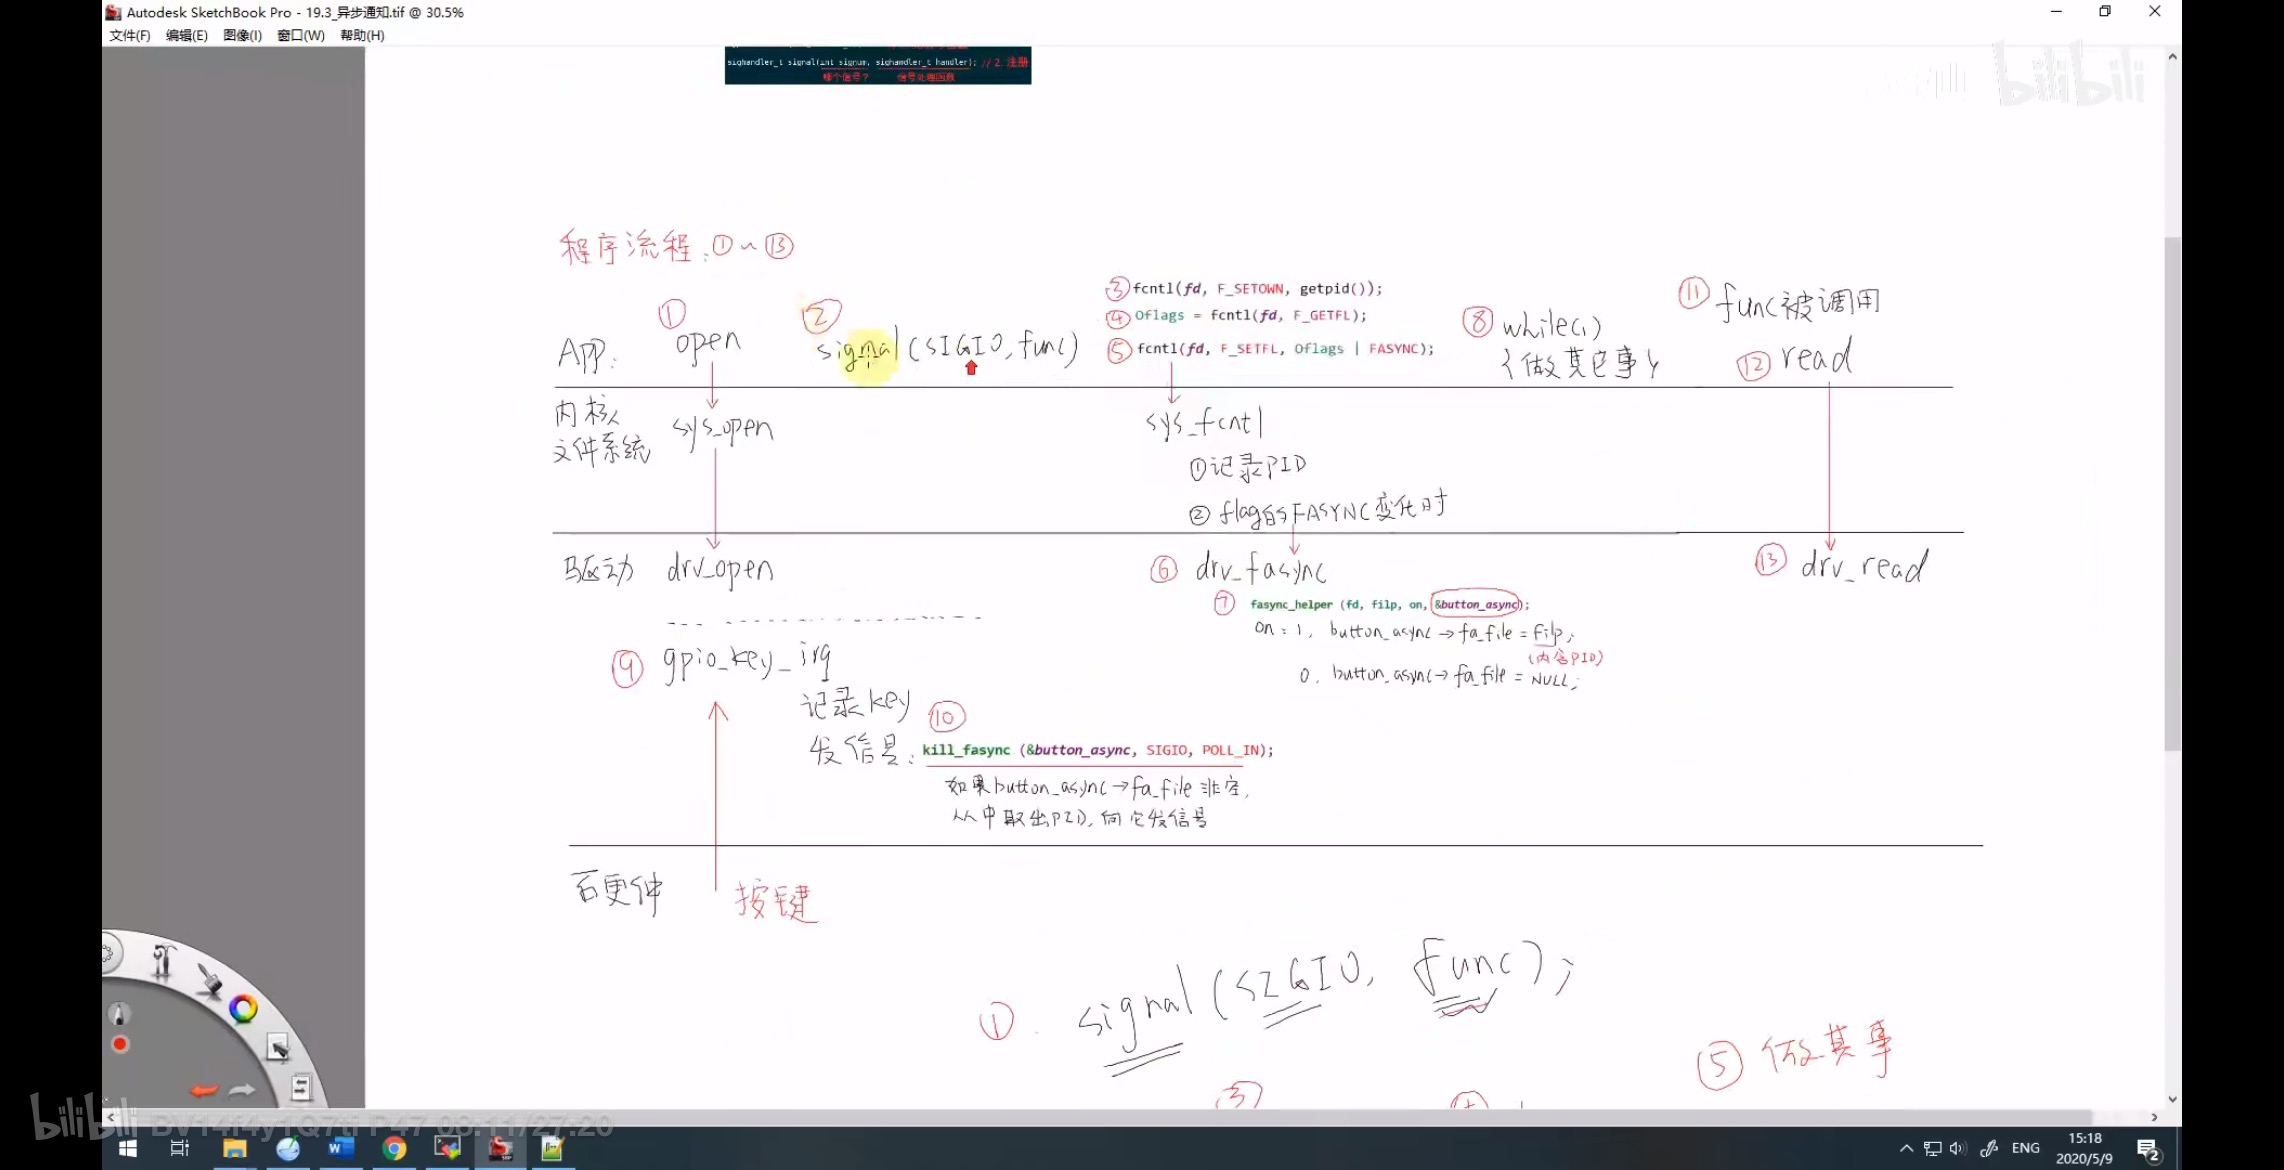 Autodesk SketchBook Pro - 19.3_异步通知.tif @ 30.5%
文件(F) 编辑(E) 图像(I) 窗口(W) 帮助(H)
sighandler_t signal(int signum, sighandler_t handler); // 2. 注册
哪个信号? 信号处理函数
bilibili
程序流程:①~⑬
③ fcntl(fd, F_SETOWN, getpid());
④ Oflags = fcntl(fd, F_GETFL);
⑤ fcntl(fd, F_SETFL, Oflags | FASYNC);
App:
① open
② signal(SIGIO,func)
⑧ while(1)
{做其它事}
⑪ func被调用
⑫ read
内核
文件系统
sys_open
sys_fcntl
①记录PID
② flag的FASYNC变化时
驱动
drv_open
⑥ drv_fasync
⑬ drv_read
⑦ fasync_helper (fd, filp, on, &button_async);
on:1, button_async→fa_file = filp;
(内含PID)
0, button_async→fa_file = NULL;
⑨ gpio_key_irq
记录key
⑩
发信号: kill_fasync (&button_async, SIGIO, POLL_IN);
如果button_async→fa_file非空,
从中取出PID,向它发信号
硬件
按键
① signal(SIGIO, func);
⑤ 做其事
③
bilibili BV14f4y1Q7ti P47 08:11/27:20
ENG
15:18
2020/5/9
2